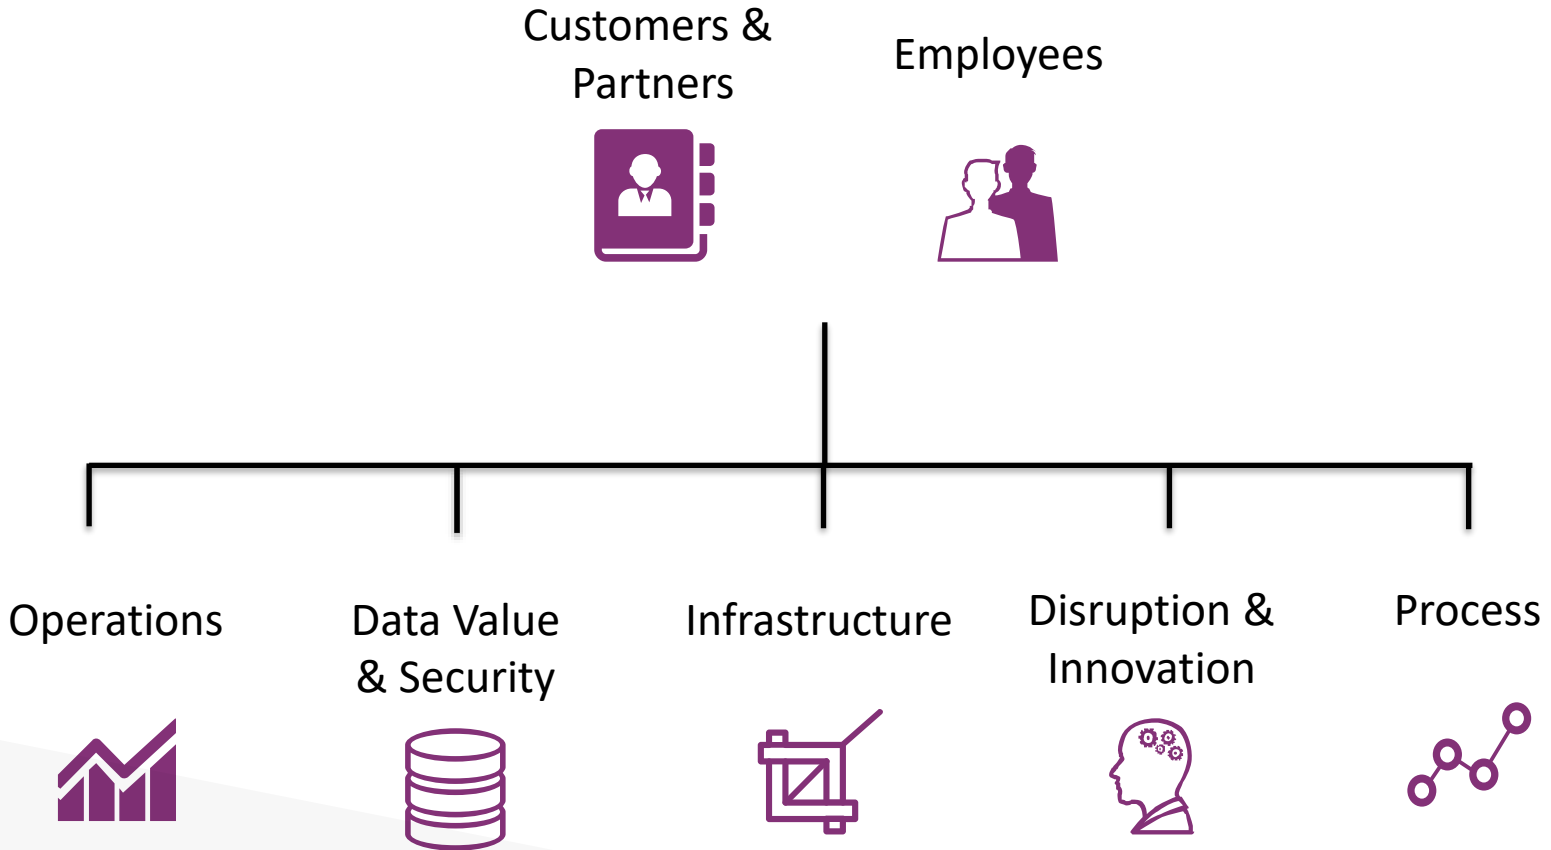 Customers &
Partners
Employees
Operations
Data Value
& Security
Infrastructure
Disruption &
Innovation
Process